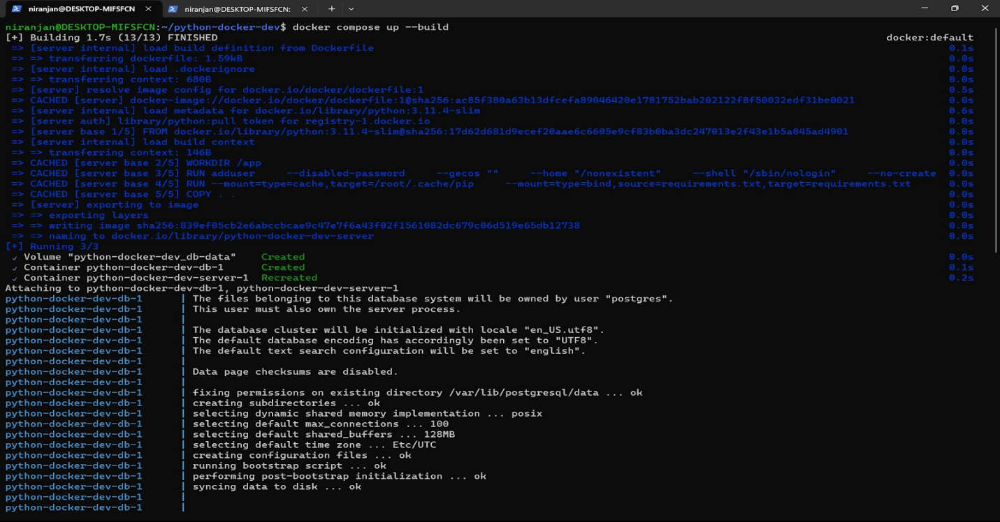 niranjan@DESKTOP-MIFSFCN × niranjan@DESKTOP-MIFSFCN: ×
niranjan@DESKTOP-MIFSFCN:~/python-docker-dev$ docker compose up --build
[+] Building 1.7s (13/13) FINISHED docker:default
=> [server internal] load build definition from Dockerfile 0.1s
=> => transferring dockerfile: 1.59kB 0.0s
=> [server internal] load .dockerignore 0.0s
=> => transferring context: 680B 0.0s
=> [server] resolve image config for docker.io/docker/dockerfile:1 0.5s
=> CACHED [server] docker-image://docker.io/docker/dockerfile:1@sha256:ac85f380a63b13dfcefa89046420e1781752bab202122f8f50032edf31be0021 0.0s
=> [server internal] load metadata for docker.io/library/python:3.11.4-slim 0.6s
=> [server auth] library/python:pull token for registry-1.docker.io 0.0s
=> [server base 1/5] FROM docker.io/library/python:3.11.4-slim@sha256:17d62d681d9ecef20aae6c6605e9cf83b0ba3dc247013e2f43e1b5a045ad4901 0.0s
=> [server internal] load build context 0.0s
=> => transferring context: 146B 0.0s
=> CACHED [server base 2/5] WORKDIR /app 0.0s
=> CACHED [server base 3/5] RUN adduser --disabled-password --gecos "" --home "/nonexistent" --shell "/sbin/nologin" --no-create 0.0s
=> CACHED [server base 4/5] RUN --mount=type=cache,target=/root/.cache/pip --mount=type=bind,source=requirements.txt,target=requirements.txt 0.0s
=> CACHED [server base 5/5] COPY . . 0.0s
=> [server] exporting to image 0.0s
=> => exporting layers 0.0s
=> => writing image sha256:839ef05cb2e6abccbcae9c47e7f6a43f02f1561082dc679c06d519e65db12738 0.0s
=> => naming to docker.io/library/python-docker-dev-server 0.0s
[+] Running 3/3
✓ Volume "python-docker-dev_db-data" Created 0.0s
✓ Container python-docker-dev-db-1 Created 0.1s
✓ Container python-docker-dev-server-1 Recreated 0.2s
Attaching to python-docker-dev-db-1, python-docker-dev-server-1
python-docker-dev-db-1 | The files belonging to this database system will be owned by user "postgres".
python-docker-dev-db-1 | This user must also own the server process.
python-docker-dev-db-1 |
python-docker-dev-db-1 | The database cluster will be initialized with locale "en_US.utf8".
python-docker-dev-db-1 | The default database encoding has accordingly been set to "UTF8".
python-docker-dev-db-1 | The default text search configuration will be set to "english".
python-docker-dev-db-1 |
python-docker-dev-db-1 | Data page checksums are disabled.
python-docker-dev-db-1 |
python-docker-dev-db-1 | fixing permissions on existing directory /var/lib/postgresql/data ... ok
python-docker-dev-db-1 | creating subdirectories ... ok
python-docker-dev-db-1 | selecting dynamic shared memory implementation ... posix
python-docker-dev-db-1 | selecting default max_connections ... 100
python-docker-dev-db-1 | selecting default shared_buffers ... 128MB
python-docker-dev-db-1 | selecting default time zone ... Etc/UTC
python-docker-dev-db-1 | creating configuration files ... ok
python-docker-dev-db-1 | running bootstrap script ... ok
python-docker-dev-db-1 | performing post-bootstrap initialization ... ok
python-docker-dev-db-1 | syncing data to disk ... ok
python-docker-dev-db-1 |
python-docker-dev-db-1 |